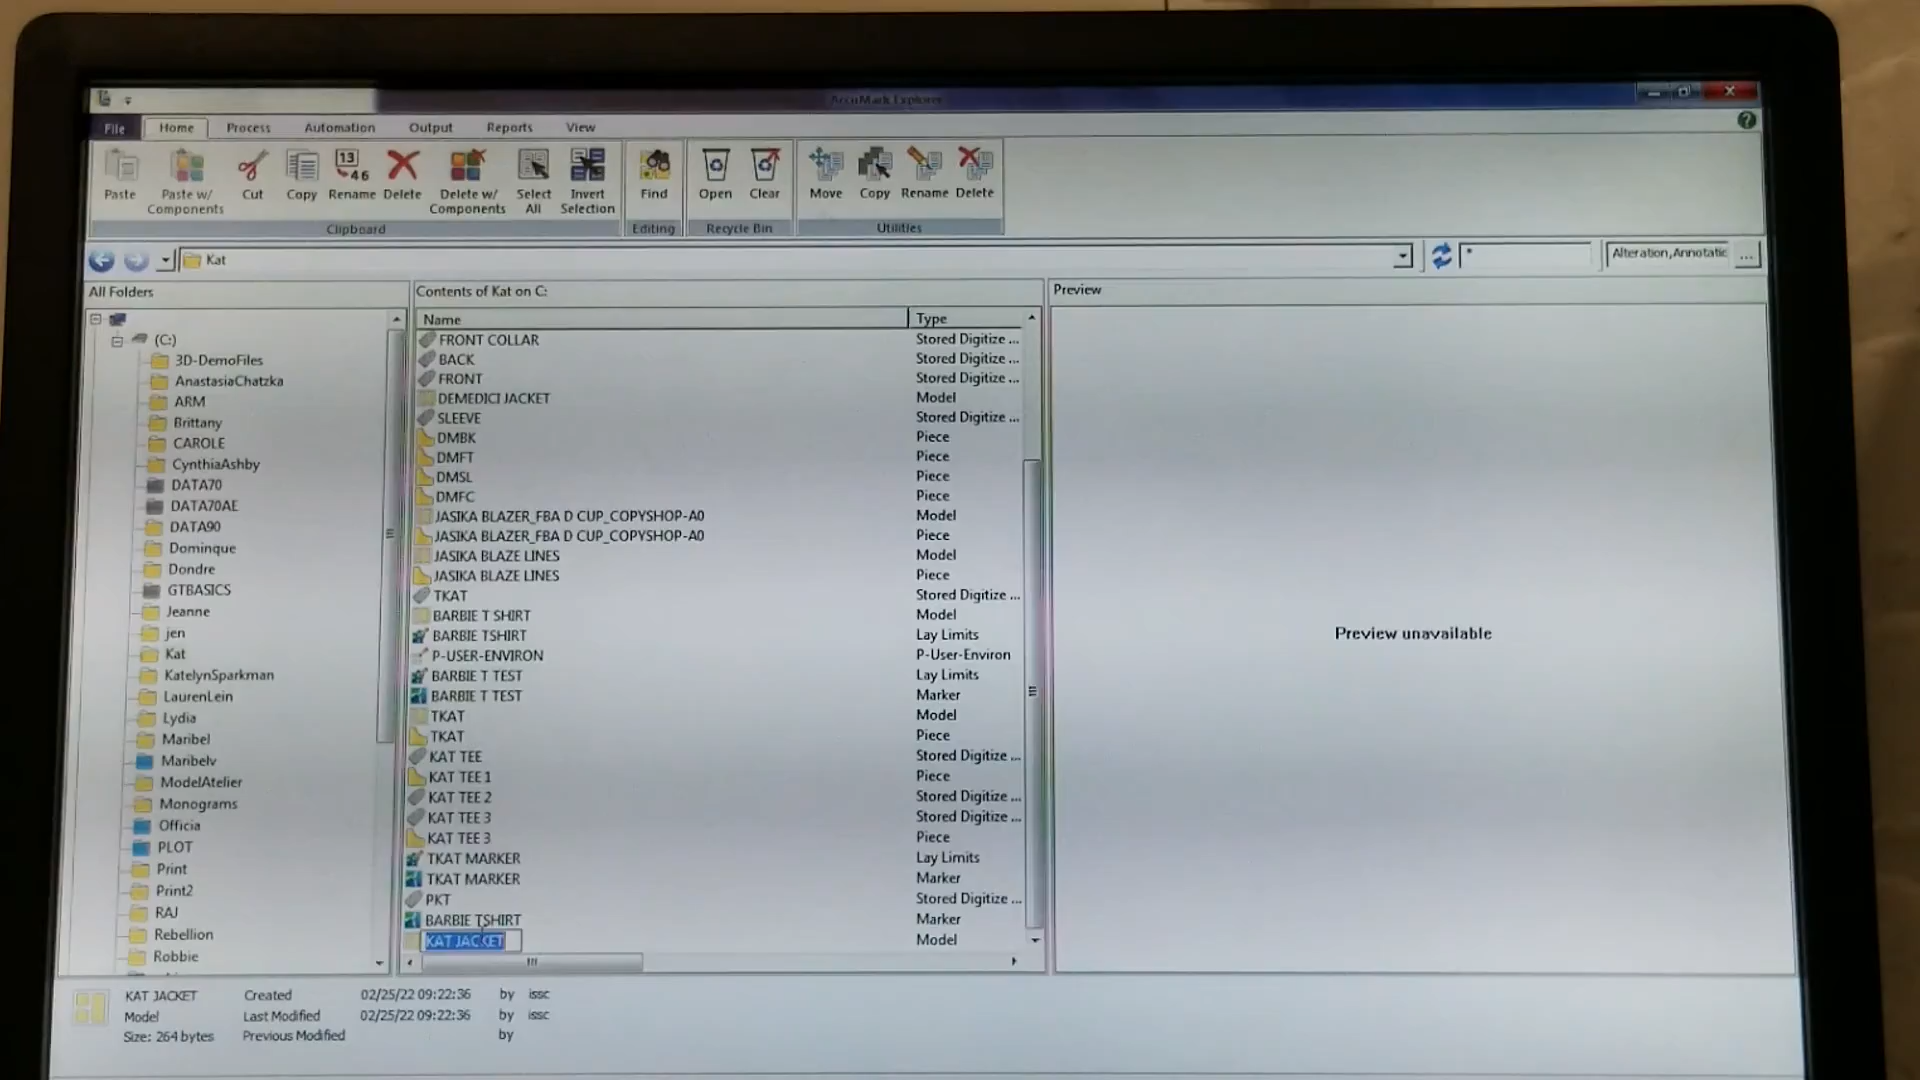 AccuMark Explorer
File Home Process Automation Output Reports View
Paste Paste w/ Components Cut Copy Rename Delete Delete w/ Components Select All Invert Selection Find Open Clear Move Copy Rename Delete
Clipboard Editing Recycle Bin Utilities
Kat * Alteration,Annotatic ...
All Folders
(C:)
3D-DemoFiles
AnastasiaChatzka
ARM
Brittany
CAROLE
CynthiaAshby
DATA70
DATA70AE
DATA90
Dominque
Dondre
GTBASICS
Jeanne
jen
Kat
KatelynSparkman
LaurenLein
Lydia
Maribel
Maribelv
ModelAtelier
Monograms
Officia
PLOT
Print
Print2
RAJ
Rebellion
Robbie
Contents of Kat on C:
Name Type
FRONT COLLAR Stored Digitize ...
BACK Stored Digitize ...
FRONT Stored Digitize ...
DEMEDICI JACKET Model
SLEEVE Stored Digitize ...
DMBK Piece
DMFT Piece
DMSL Piece
DMFC Piece
JASIKA BLAZER_FBA D CUP_COPYSHOP-A0 Model
JASIKA BLAZER_FBA D CUP_COPYSHOP-A0 Piece
JASIKA BLAZE LINES Model
JASIKA BLAZE LINES Piece
TKAT Stored Digitize ...
BARBIE T SHIRT Model
BARBIE TSHIRT Lay Limits
P-USER-ENVIRON P-User-Environ
BARBIE T TEST Lay Limits
BARBIE T TEST Marker
TKAT Model
TKAT Piece
KAT TEE Stored Digitize ...
KAT TEE 1 Piece
KAT TEE 2 Stored Digitize ...
KAT TEE 3 Stored Digitize ...
KAT TEE 3 Piece
TKAT MARKER Lay Limits
TKAT MARKER Marker
PKT Stored Digitize ...
BARBIE TSHIRT Marker
KAT JACKET Model
Preview
Preview unavailable
KAT JACKET Created 02/25/22 09:22:36 by issc
Model Last Modified 02/25/22 09:22:36 by issc
Size: 264 bytes Previous Modified by